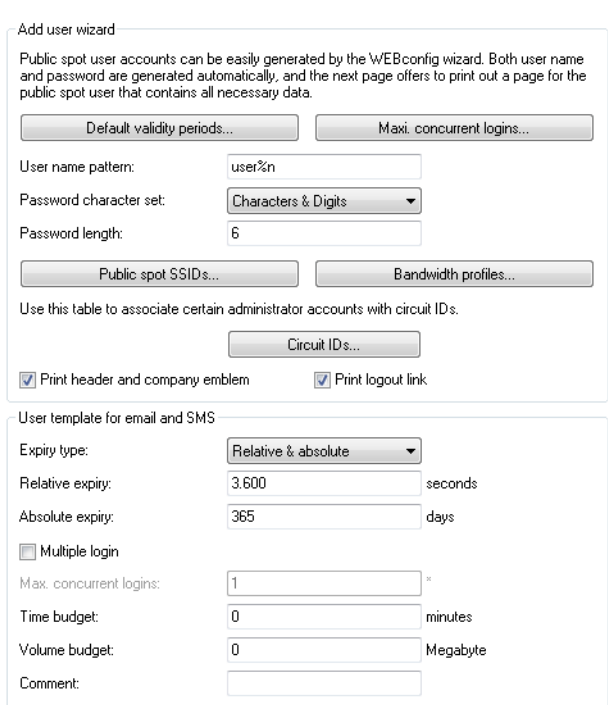 Add user wizard
Public spot user accounts can be easily generated by the WEBconfig wizard. Both user name
and password are generated automatically, and the next page offers to print out a page for the
public spot user that contains all necessary data.
Default validity periods... Maxi. concurrent logins...
User name pattern: user%n
Password character set: Characters & Digits
Password length: 6
Public spot SSIDs... Bandwidth profiles...
Use this table to associate certain administrator accounts with circuit IDs.
Circuit IDs...
Print header and company emblem Print logout link
User template for email and SMS
Expiry type: Relative & absolute
Relative expiry: 3.600 seconds
Absolute expiry: 365 days
Multiple login
Max. concurrent logins: 1 *
Time budget: 0 minutes
Volume budget: 0 Megabyte
Comment: